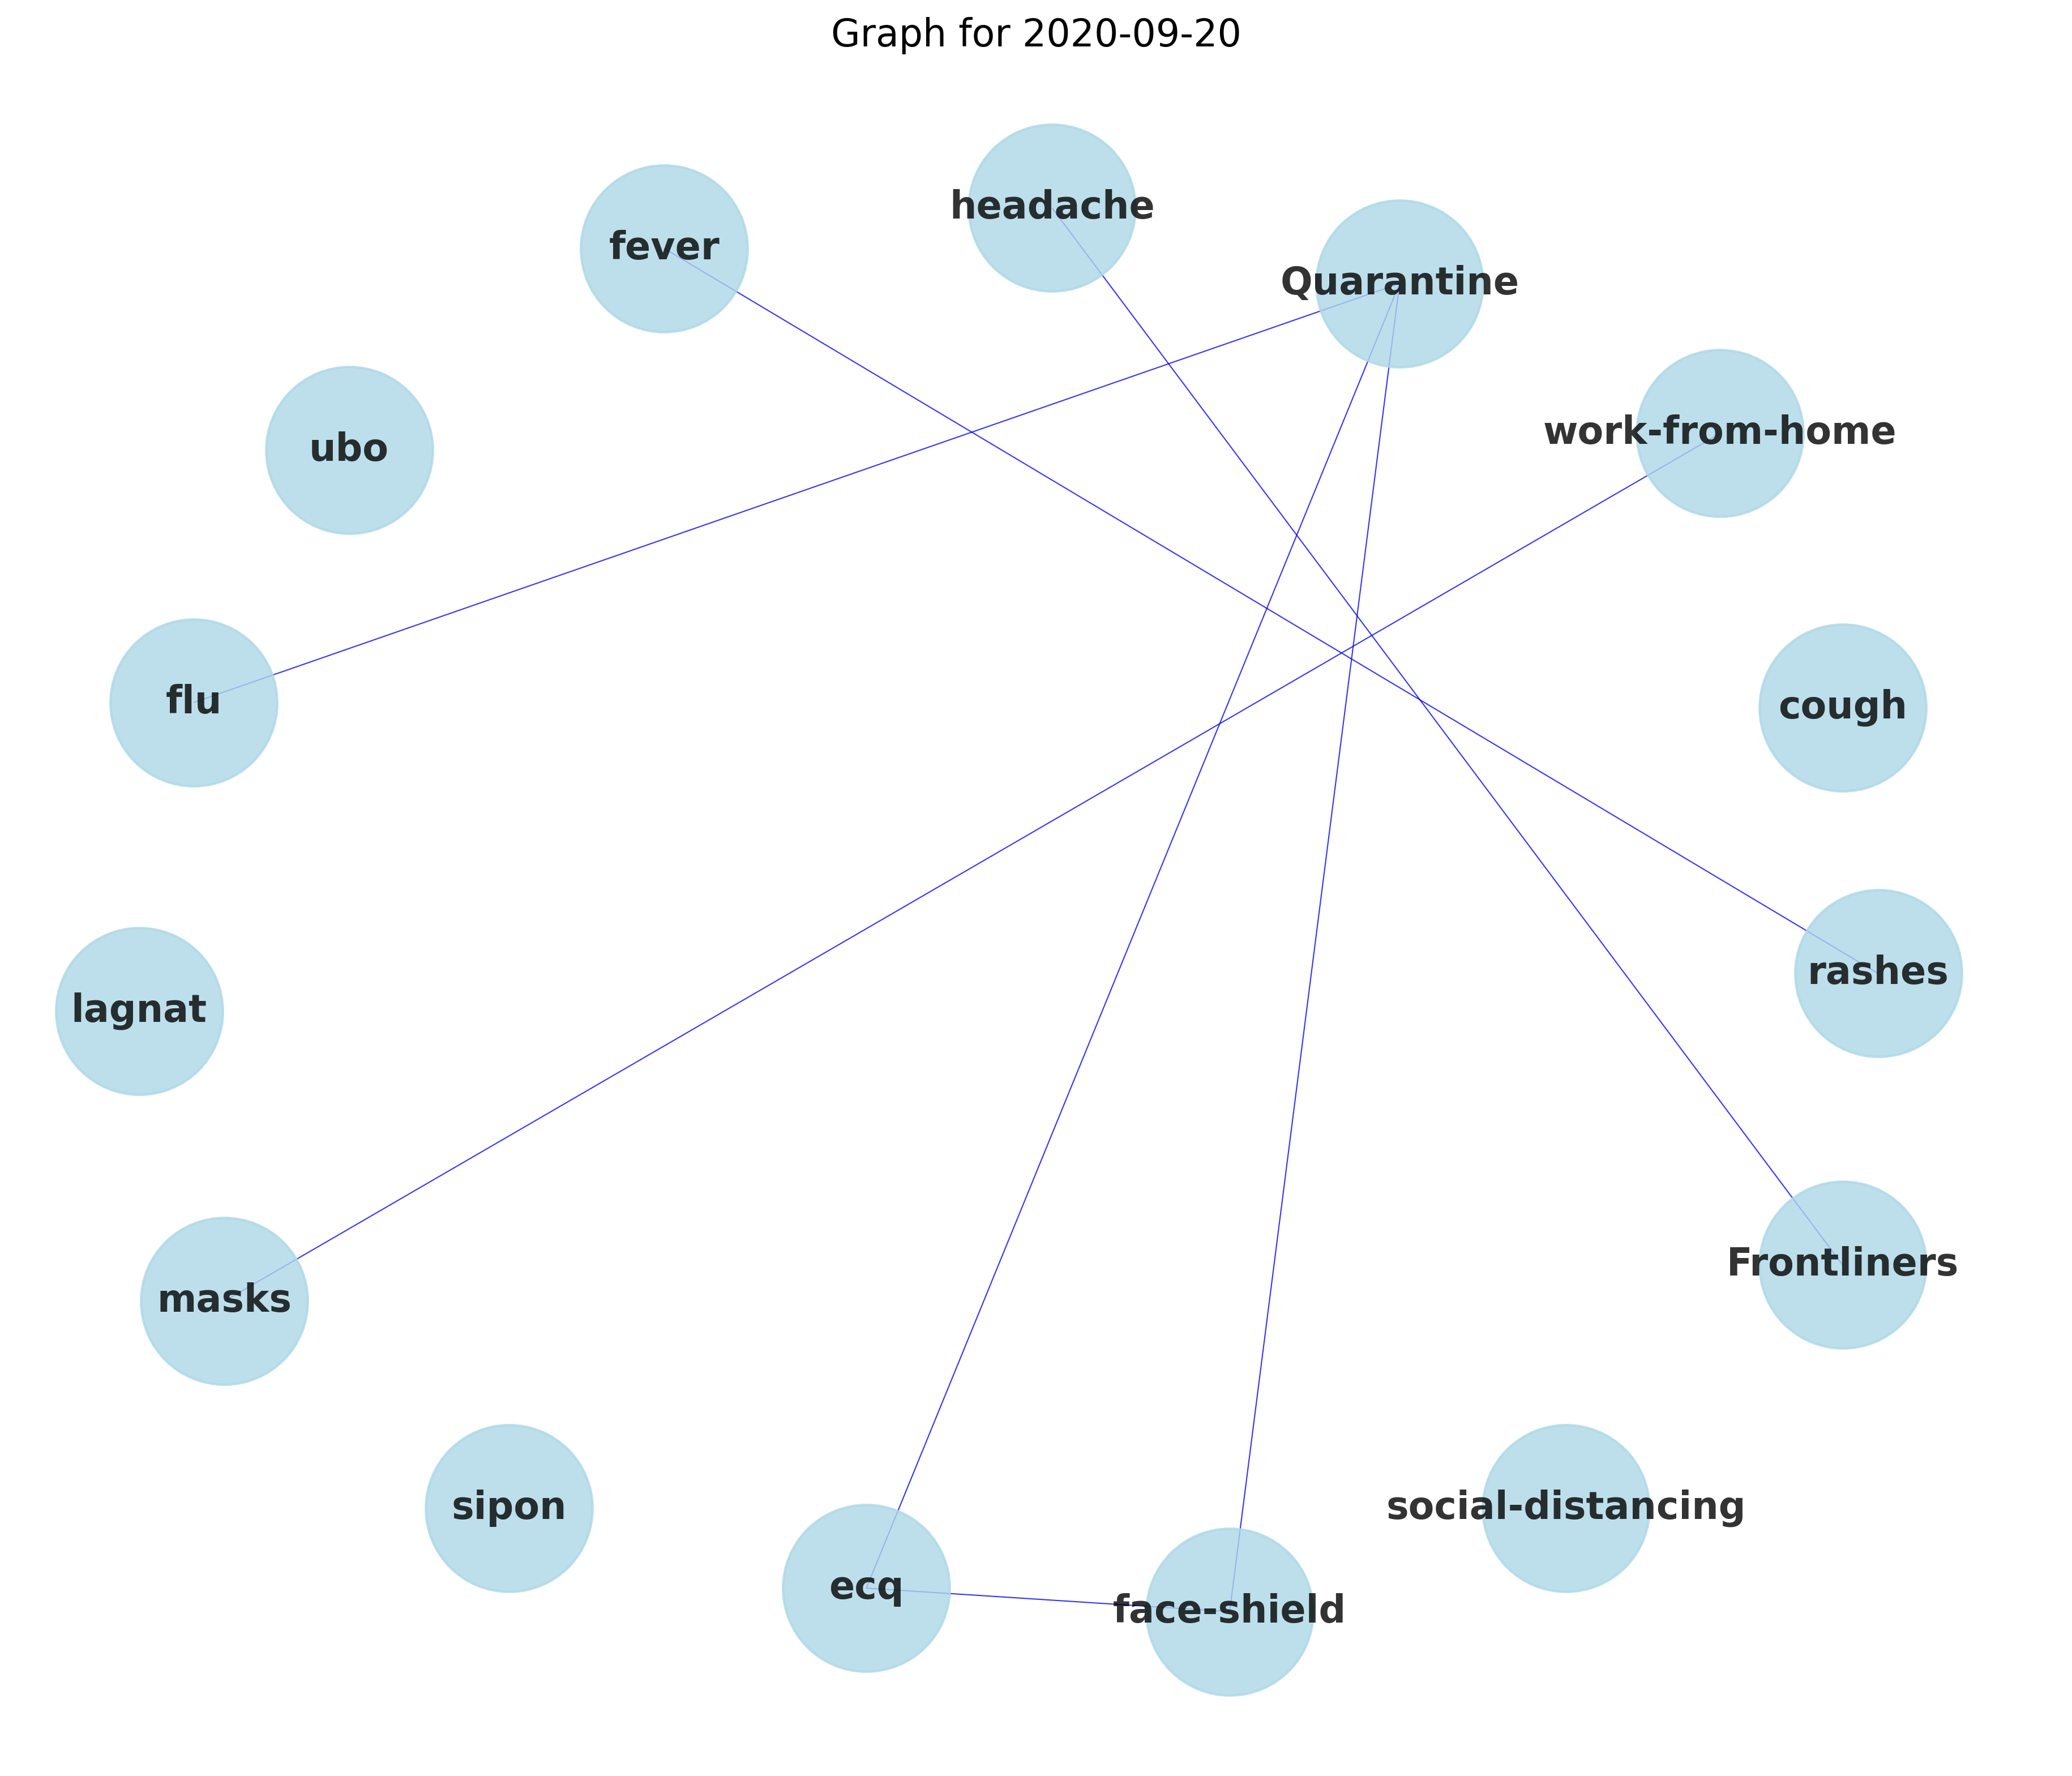 Graph for 2020-09-20
headache
fever
Quarantine
work-from-home
ubo
flu
cough
rashes
lagnat
Frontliners
masks
sipon
social-distancing
ecq
face-shield